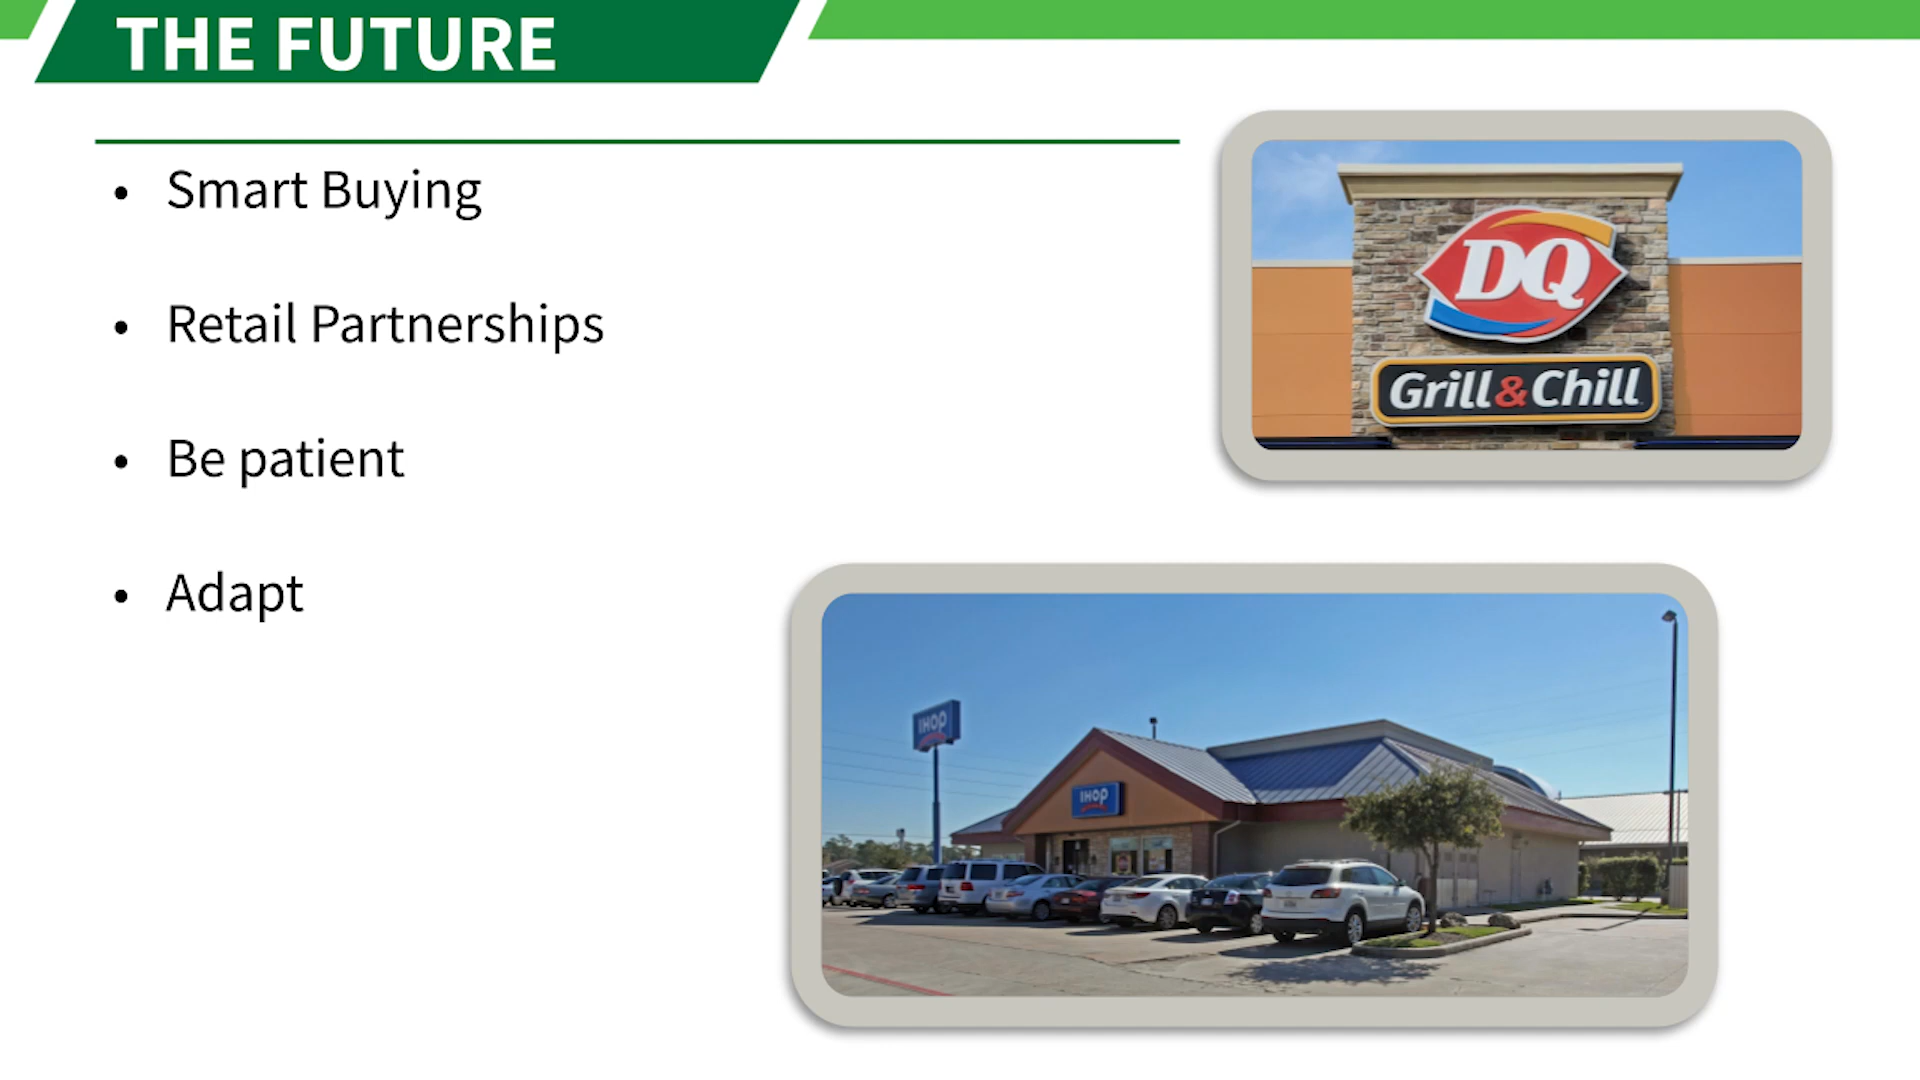 THE FUTURE
• Smart Buying
• Retail Partnerships
• Be patient
• Adapt
DQ
Grill & Chill
IHOP
IHOP